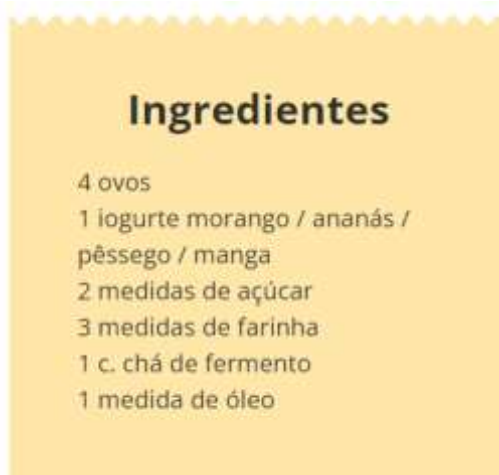 Ingredientes
4 ovos
1 iogurte morango / ananás /
pêssego / manga
2 medidas de açúcar
3 medidas de farinha
1 c. chá de fermento
1 medida de óleo